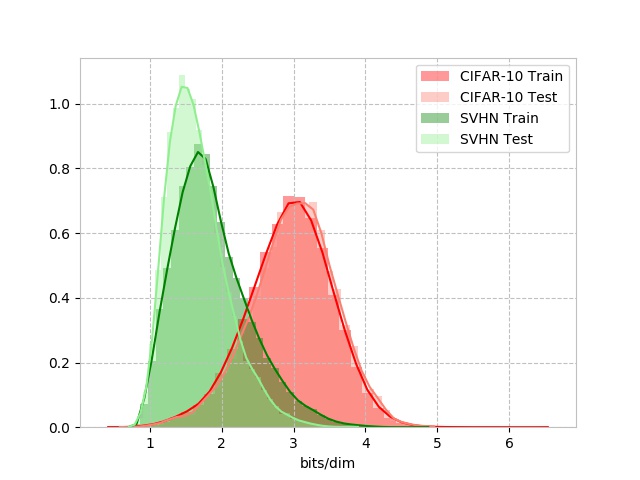 CIFAR-10 Train
CIFAR-10 Test
SVHN Train
SVHN Test
1.0
0.8
0.6
0.4
0.2
0.0
1 2 3 4 5 6
bits/dim